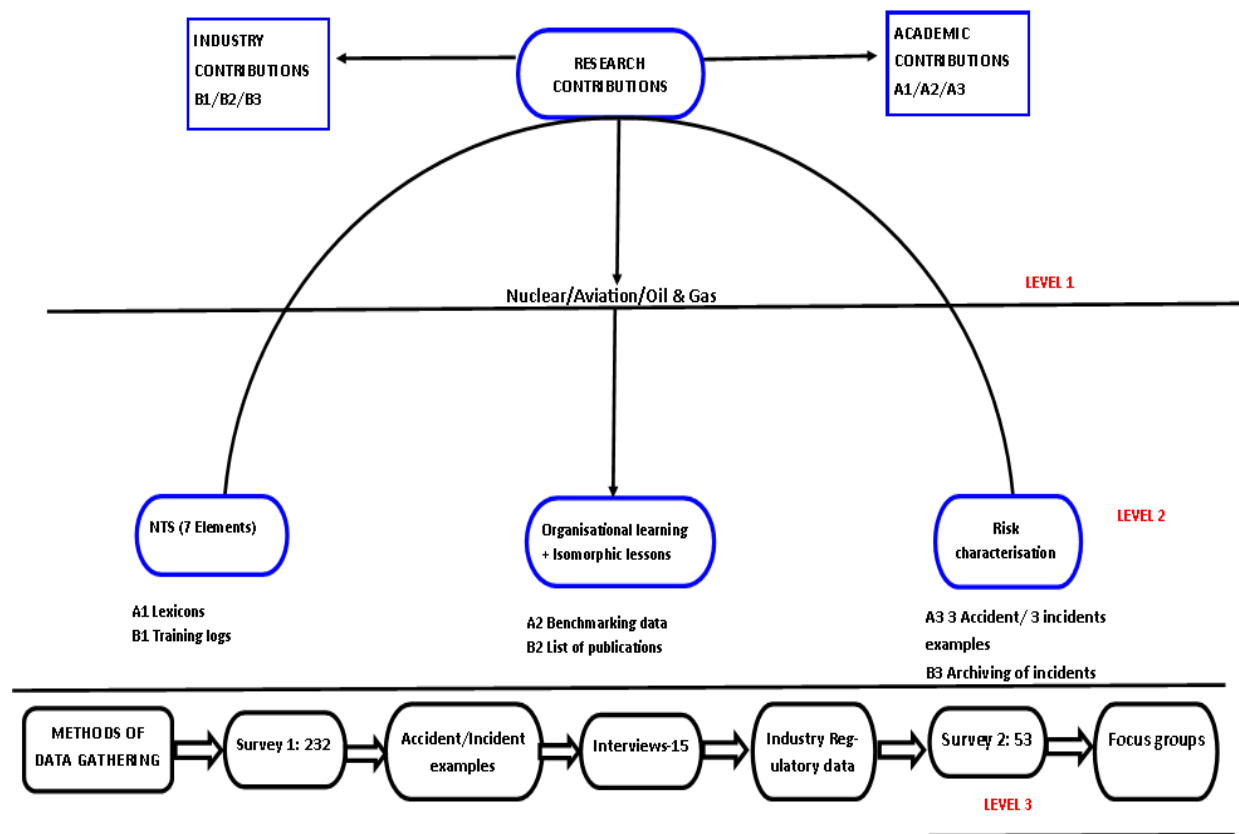 INDUSTRY
CONTRIBUTIONS
B1/B2/B3
RESEARCH
CONTRIBUTIONS
ACADEMIC
CONTRIBUTIONS
A1/A2/A3
Nuclear/Aviation/Oil & Gas
LEVEL 1
NTS (7 Elements)
Organisational learning
+ Isomorphic lessons
Risk
characterisation
LEVEL 2
A1 Lexicons
B1 Training logs
A2 Benchmarking data
B2 List of publications
A3 3 Accident/ 3 incidents
examples
B3 Archiving of incidents
METHODS OF
DATA GATHERING
Survey 1: 232
Accident/Incident
examples
Interviews-15
Industry Reg-
ulatory data
Survey 2: 53
Focus groups
LEVEL 3